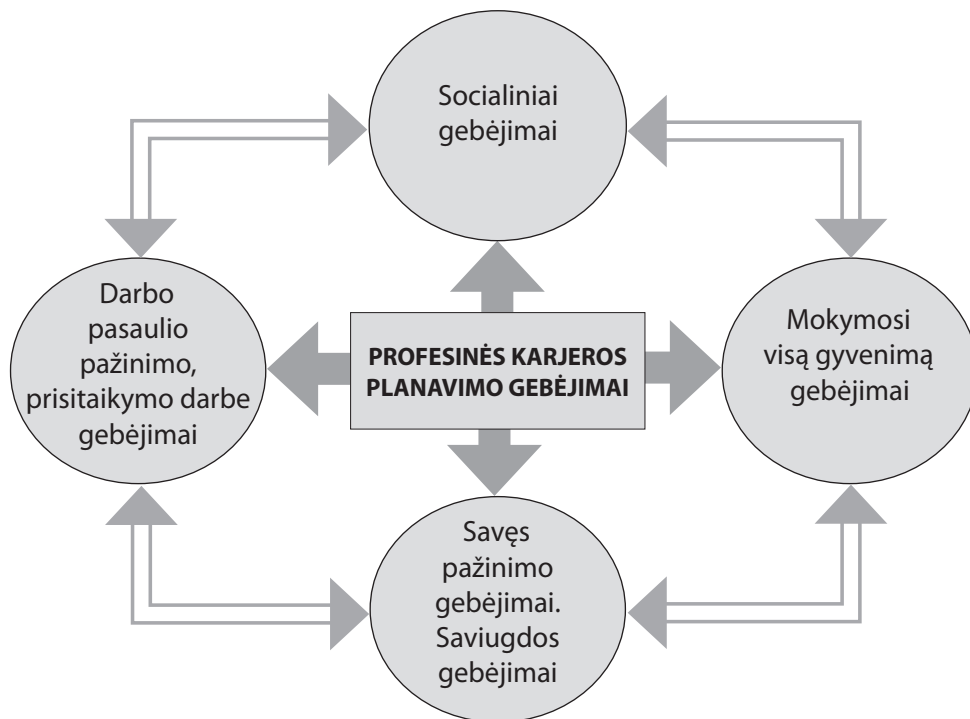 Socialiniai
gebėjimai
Darbo
pasaulio
pažinimo,
prisitaikymo darbe
gebėjimai
PROFESINĖS KARJEROS
PLANAVIMO GEBĖJIMAI
Mokymosi
visą gyvenimą
gebėjimai
Savęs
pažinimo
gebėjimai.
Saviugdos
gebėjimai